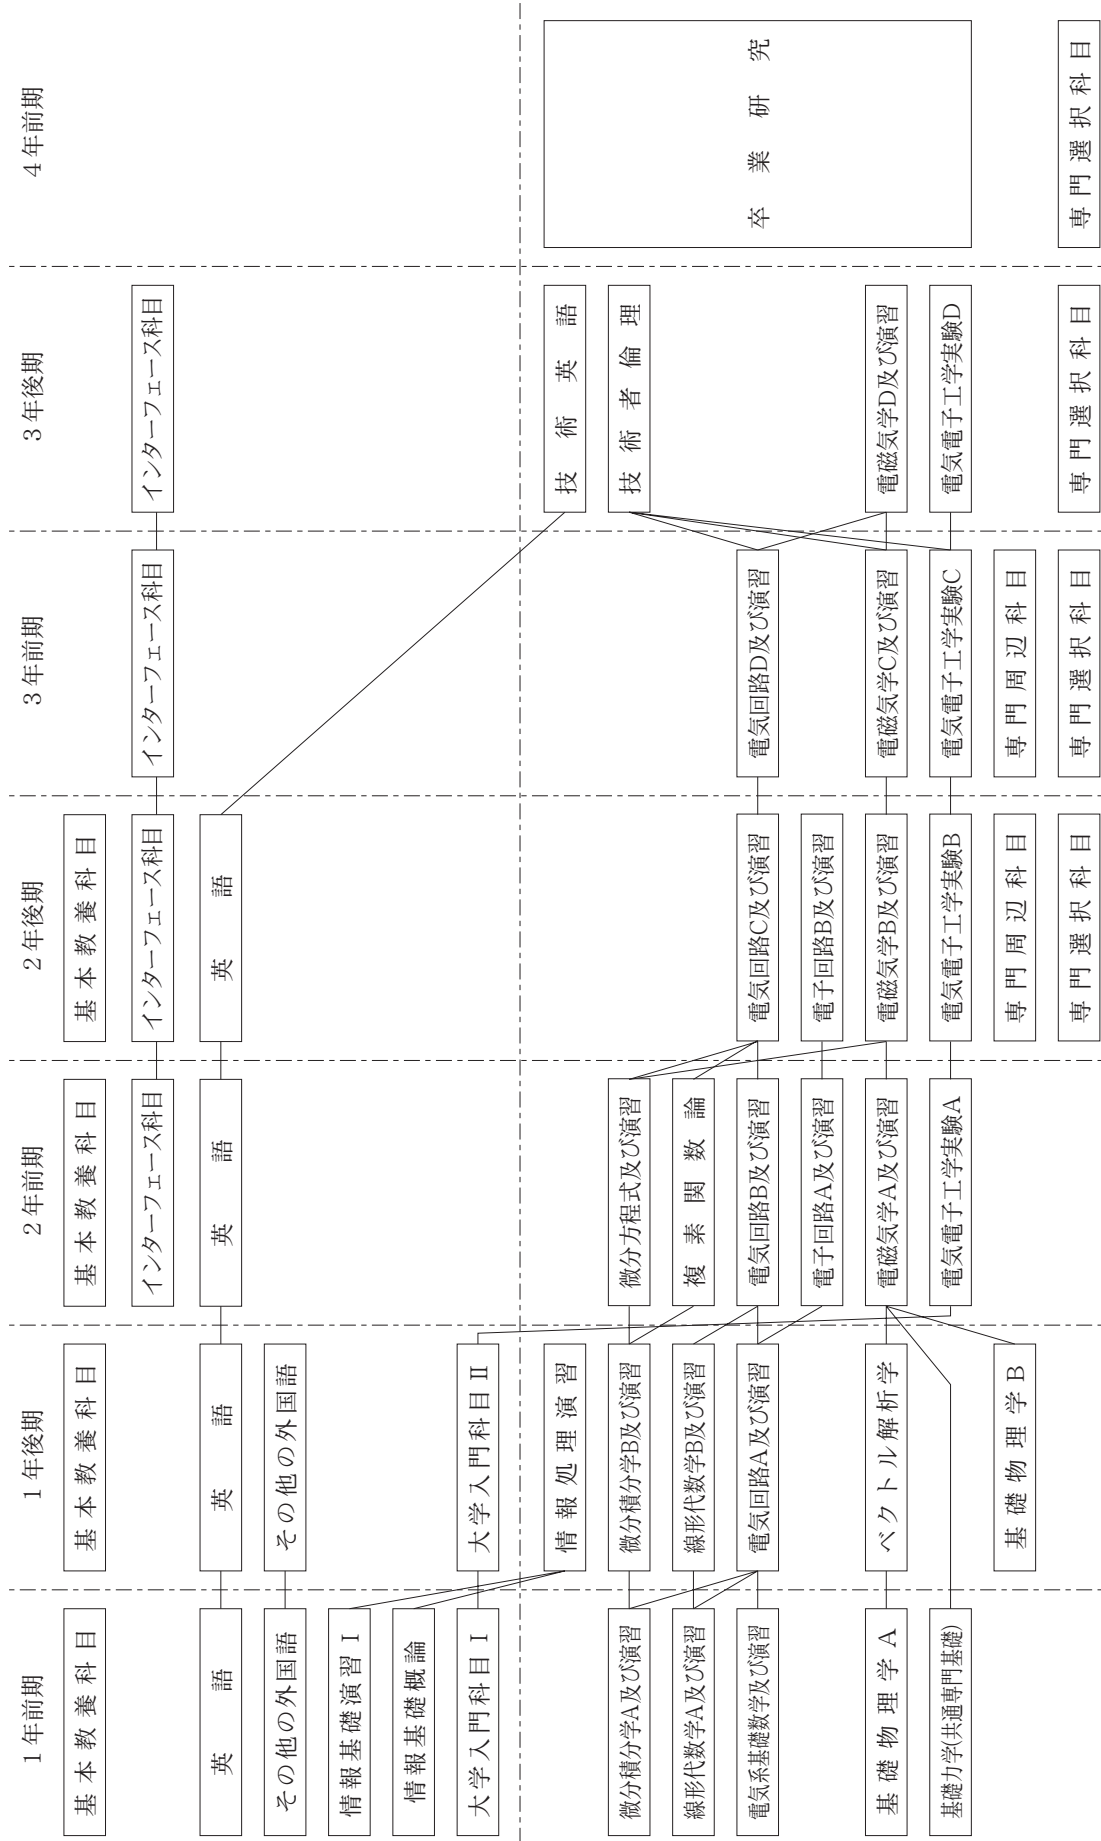 1年前期
基本教養科目
英語
その他の外国語
情報基礎演習Ⅰ
情報基礎概論
大学入門科目Ⅰ
微分積分学A及び演習
線形代数学A及び演習
電気系基礎数学及び演習
基礎物理学A
基礎力学(共通専門基礎)
1年後期
基本教養科目
英語
その他の外国語
大学入門科目Ⅱ
情報処理演習
微分積分学B及び演習
線形代数学B及び演習
電気回路A及び演習
ベクトル解析学
基礎物理学B
2年前期
基本教養科目
インターフェース科目
英語
微分方程式及び演習
複素関数論
電気回路B及び演習
電子回路A及び演習
電磁気学A及び演習
電気電子工学実験A
2年後期
基本教養科目
インターフェース科目
英語
電気回路C及び演習
電子回路B及び演習
電磁気学B及び演習
電気電子工学実験B
専門周辺科目
専門選択科目
3年前期
インターフェース科目
電気回路D及び演習
電磁気学C及び演習
電気電子工学実験C
専門周辺科目
専門選択科目
3年後期
インターフェース科目
技術英語
技術者倫理
電磁気学D及び演習
電気電子工学実験D
専門選択科目
4年前期
卒業研究
専門選択科目